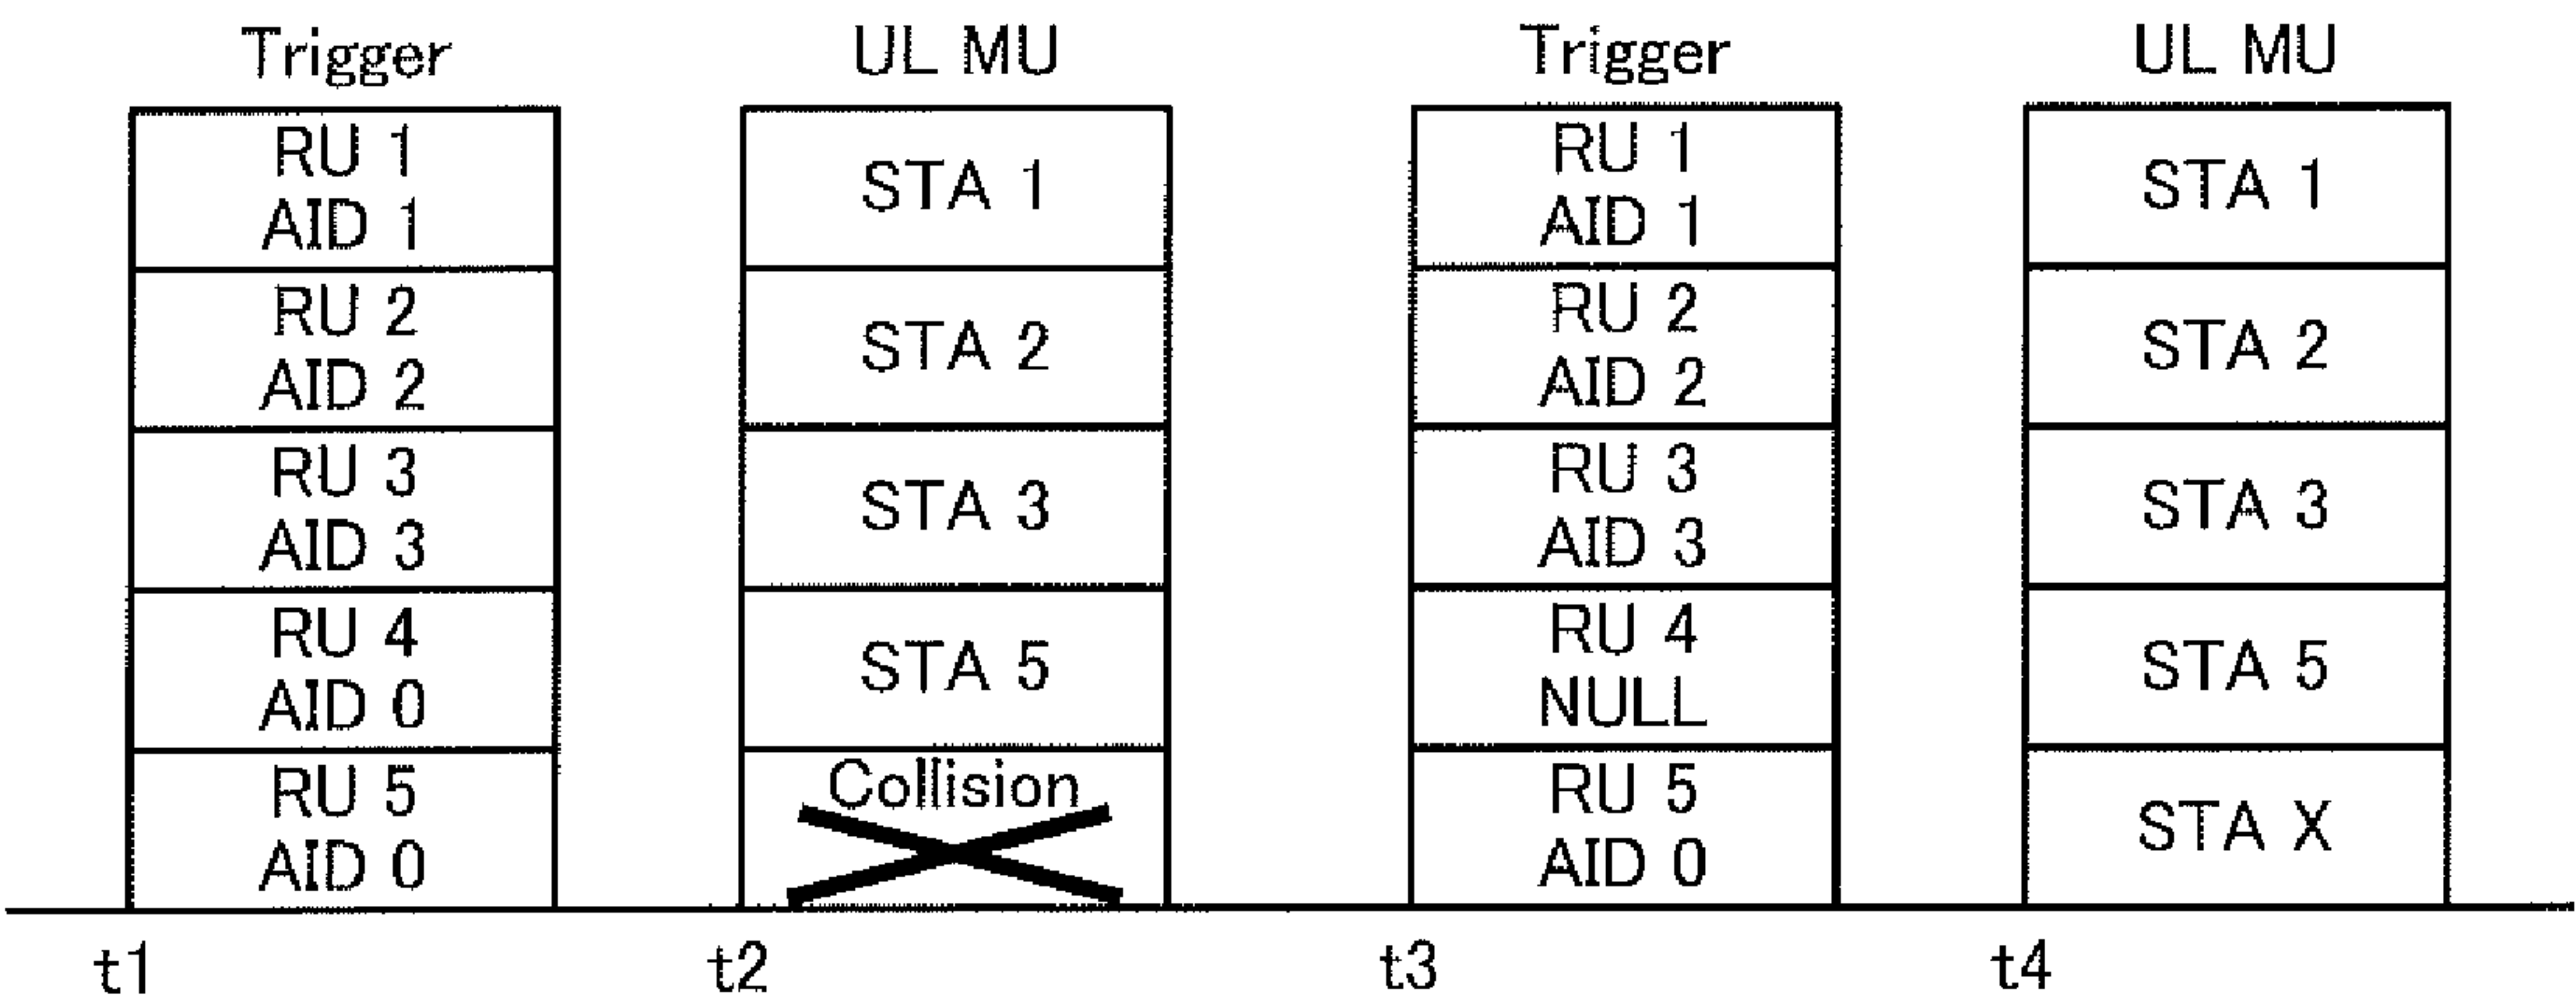 Trigger
UL MU
Trigger
UL MU
RU 1
AID 1
RU 2
AID 2
RU 3
AID 3
RU 4
AID 0
RU 5
AID 0
STA 1
STA 2
STA 3
STA 5
Collision
RU 1
AID 1
RU 2
AID 2
RU 3
AID 3
RU 4
NULL
RU 5
AID 0
STA 1
STA 2
STA 3
STA 5
STA X
t1
t2
t3
t4